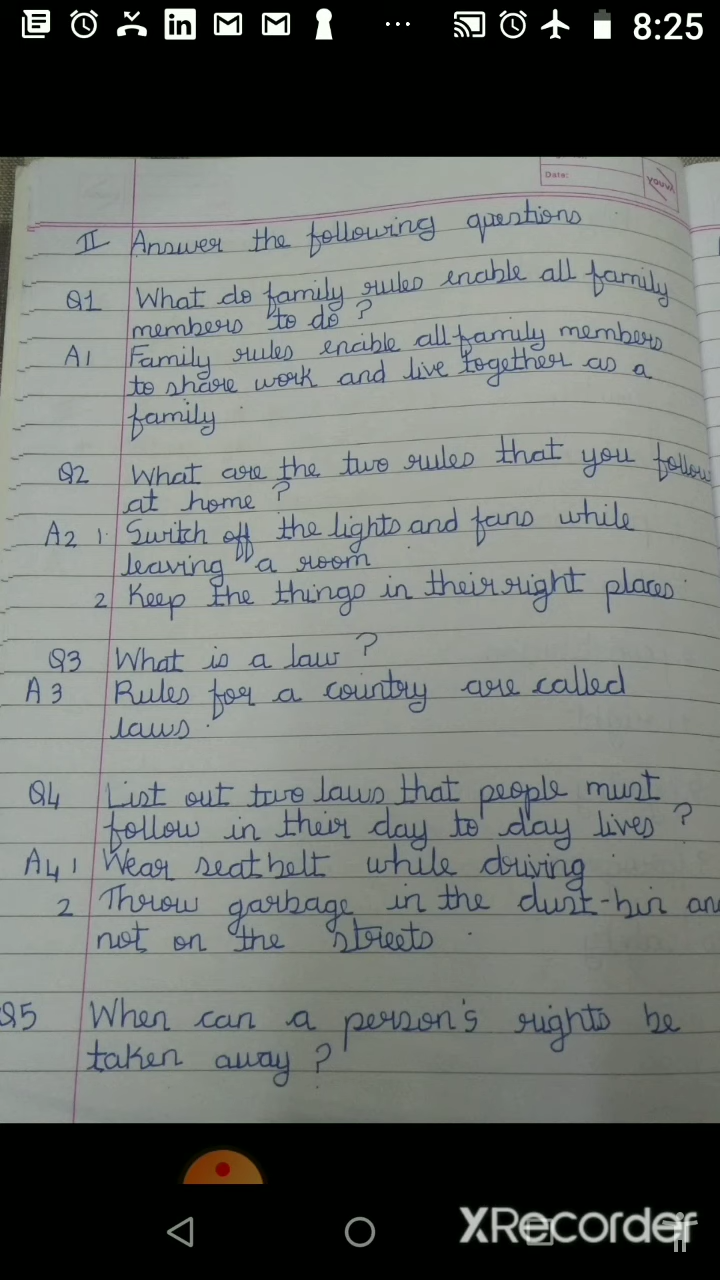 8:25
Date:
YOUVA
II Answer the following questions
Q1 What do family rules enable all family
members to do ?
A1 Family rules enable all family members
to share work and live together as a
family
Q2 What are the two rules that you follow
at home ?
A2 1 Switch off the lights and fans while
leaving a room
2 Keep the things in their right places
Q3 What is a law ?
A3 Rules for a country are called
laws .
Q4 List out two laws that people must
follow in their day to day lives ?
A4 1 Wear seat belt while driving
2 Throw garbage in the dust-bin an
not on the streets .
Q5 When can a person's rights be
taken away ?
XRecorder